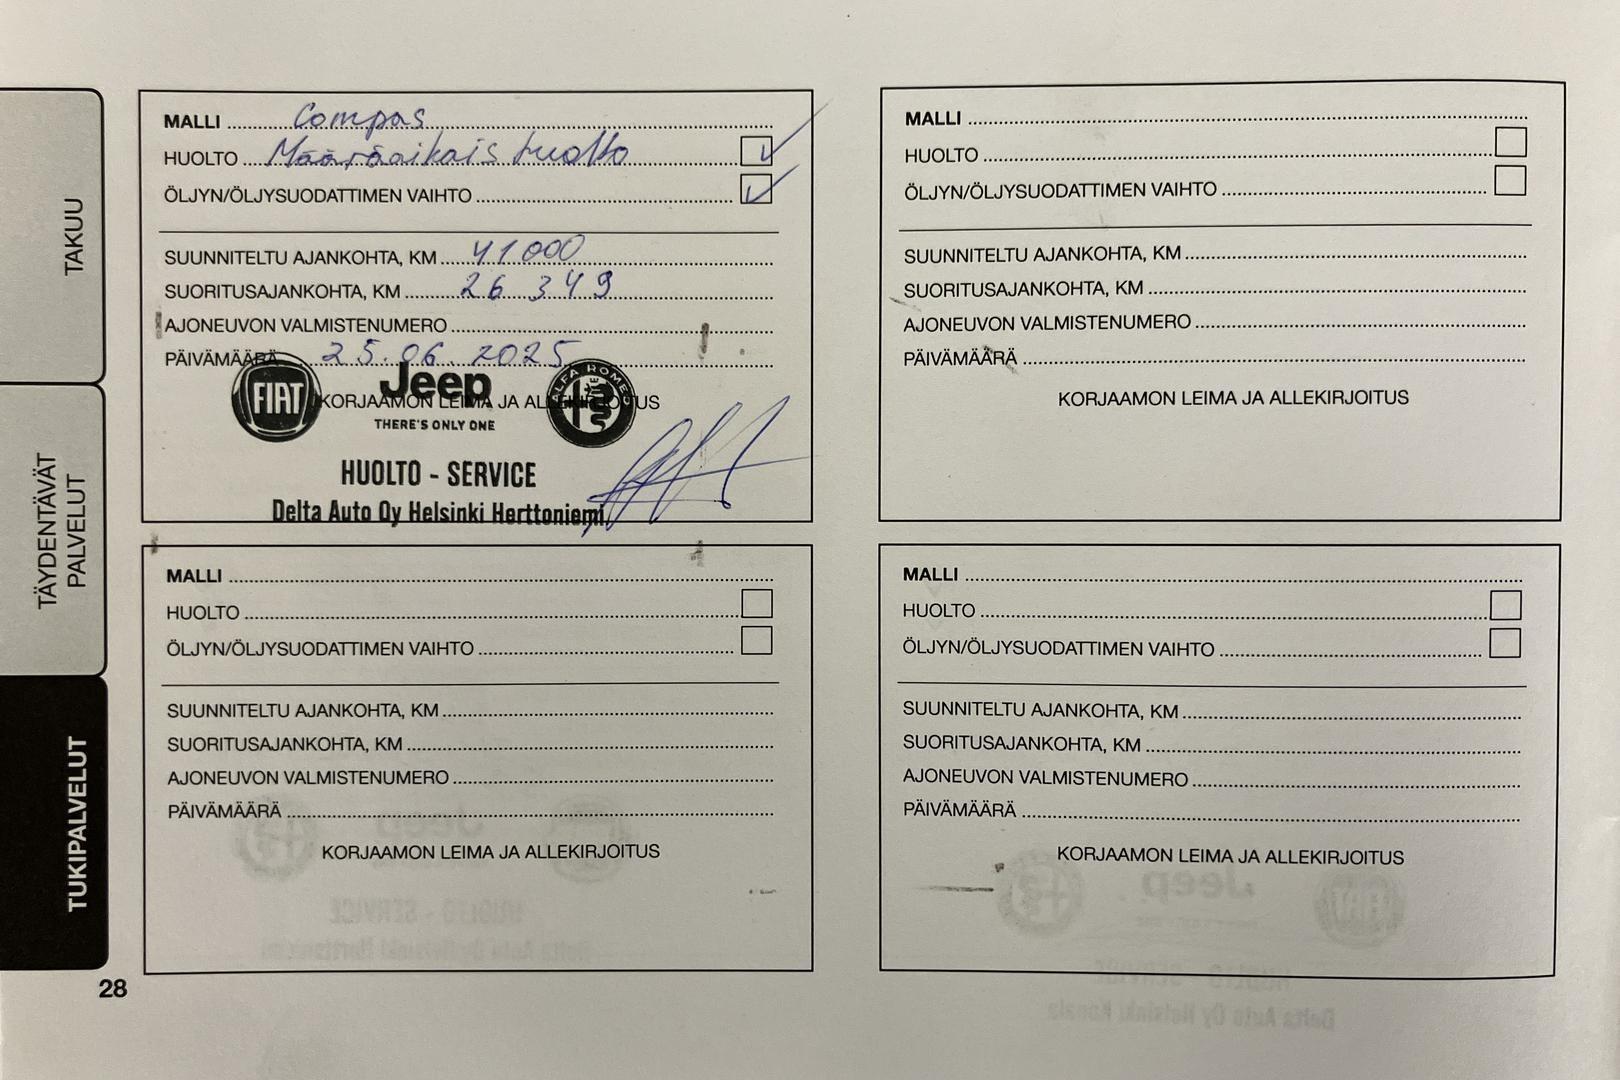 TAKUU
TÄYDENTÄVÄT
PALVELUT
TUKIPALVELUT
MALLI Compas
HUOLTO Määräaikais huolto
ÖLJYN/ÖLJYSUODATTIMEN VAIHTO
SUUNNITELTU AJANKOHTA, KM 41000
SUORITUSAJANKOHTA, KM 26 349
AJONEUVON VALMISTENUMERO
PÄIVÄMÄÄRÄ 25.06.2025
KORJAAMON LEIMA JA ALLEKIRJOITUS
FIAT
Jeep
THERE'S ONLY ONE
ALFA ROMEO
HUOLTO - SERVICE
Delta Auto Oy Helsinki Herttoniemi
MALLI
HUOLTO
ÖLJYN/ÖLJYSUODATTIMEN VAIHTO
SUUNNITELTU AJANKOHTA, KM
SUORITUSAJANKOHTA, KM
AJONEUVON VALMISTENUMERO
PÄIVÄMÄÄRÄ
KORJAAMON LEIMA JA ALLEKIRJOITUS
MALLI
HUOLTO
ÖLJYN/ÖLJYSUODATTIMEN VAIHTO
SUUNNITELTU AJANKOHTA, KM
SUORITUSAJANKOHTA, KM
AJONEUVON VALMISTENUMERO
PÄIVÄMÄÄRÄ
KORJAAMON LEIMA JA ALLEKIRJOITUS
MALLI
HUOLTO
ÖLJYN/ÖLJYSUODATTIMEN VAIHTO
SUUNNITELTU AJANKOHTA, KM
SUORITUSAJANKOHTA, KM
AJONEUVON VALMISTENUMERO
PÄIVÄMÄÄRÄ
KORJAAMON LEIMA JA ALLEKIRJOITUS
28